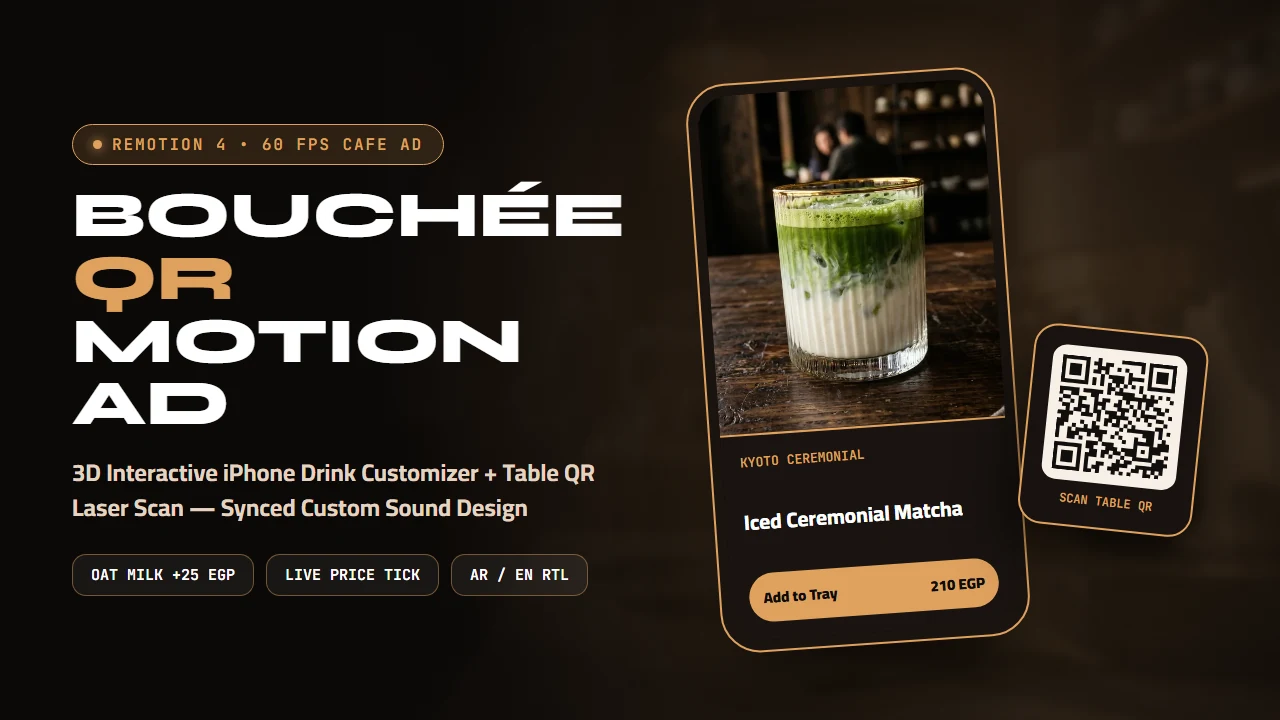 REMOTION 4 • 60 FPS CAFE AD
BOUCHÉE
QR
MOTION
AD
3D Interactive iPhone Drink Customizer + Table QR
Laser Scan — Synced Custom Sound Design
OAT MILK +25 EGP
LIVE PRICE TICK
AR / EN RTL
KYOTO CEREMONIAL
Iced Ceremonial Matcha
Add to Tray 210 EGP
SCAN TABLE QR